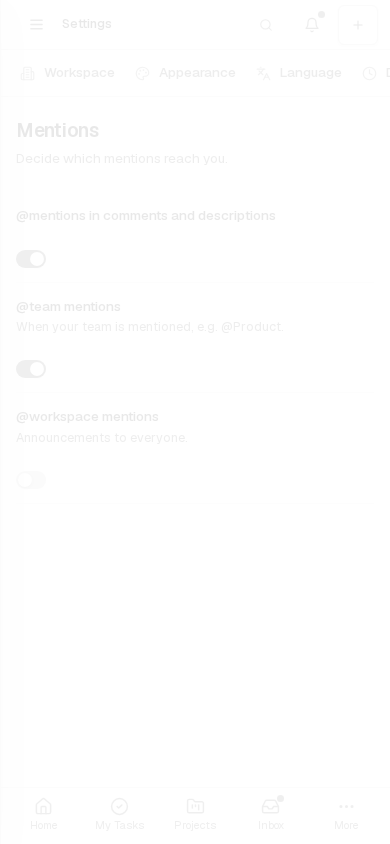 Settings
Workspace
Appearance
Language
Mentions
Decide which mentions reach you.
@mentions in comments and descriptions
@team mentions
When your team is mentioned, e.g. @Product.
@workspace mentions
Announcements to everyone.
Home
My Tasks
Projects
Inbox
More